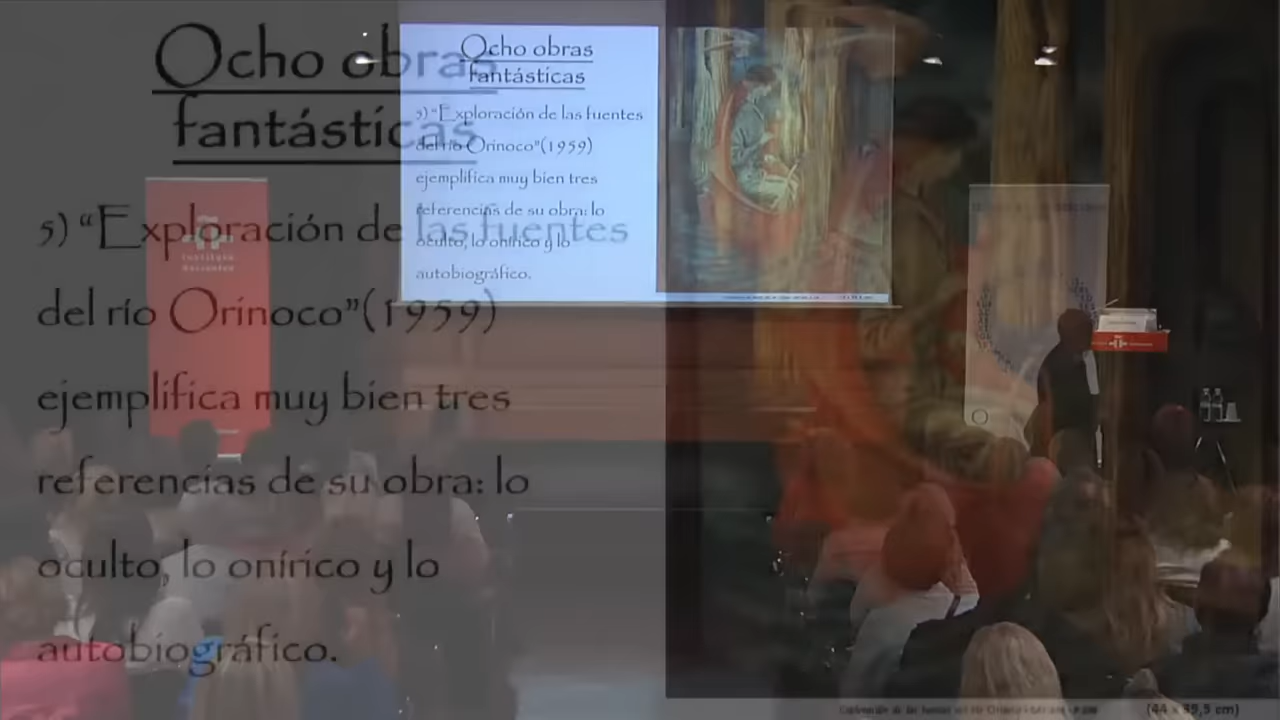 Ocho obras
fantásticas
5) “Exploración de las fuentes
del río Orinoco”(1959)
ejemplifica muy bien tres
referencias de su obra: lo
oculto, lo onírico y lo
autobiográfico.
Ocho obras
fantásticas
5) “Exploración de las fuentes
del río Orinoco”(1959)
ejemplifica muy bien tres
referencias de su obra: lo
oculto, lo onírico y lo
autobiográfico.
Instituto
Cervantes
(44 x 39,5 cm)